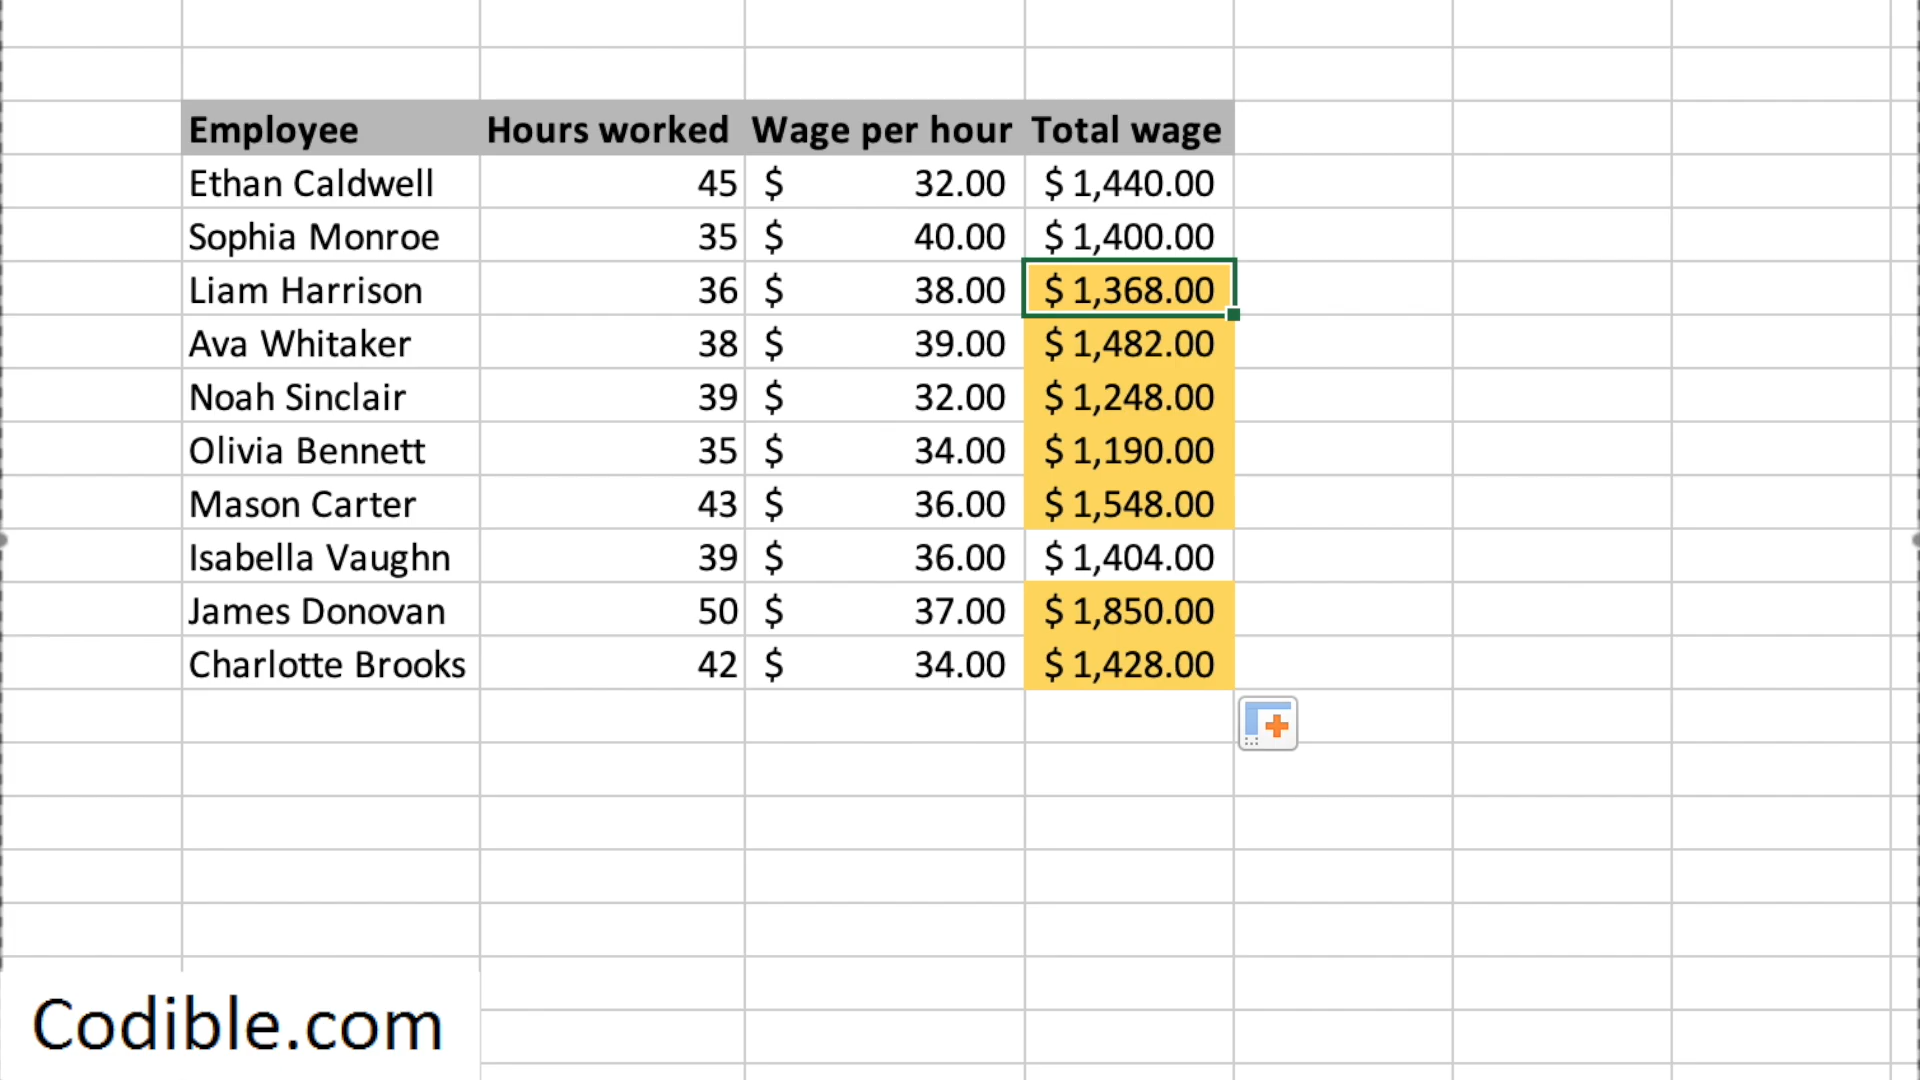 Employee Hours worked Wage per hour Total wage
Ethan Caldwell 45 $ 32.00 $ 1,440.00
Sophia Monroe 35 $ 40.00 $ 1,400.00
Liam Harrison 36 $ 38.00 $ 1,368.00
Ava Whitaker 38 $ 39.00 $ 1,482.00
Noah Sinclair 39 $ 32.00 $ 1,248.00
Olivia Bennett 35 $ 34.00 $ 1,190.00
Mason Carter 43 $ 36.00 $ 1,548.00
Isabella Vaughn 39 $ 36.00 $ 1,404.00
James Donovan 50 $ 37.00 $ 1,850.00
Charlotte Brooks 42 $ 34.00 $ 1,428.00
Codible.com